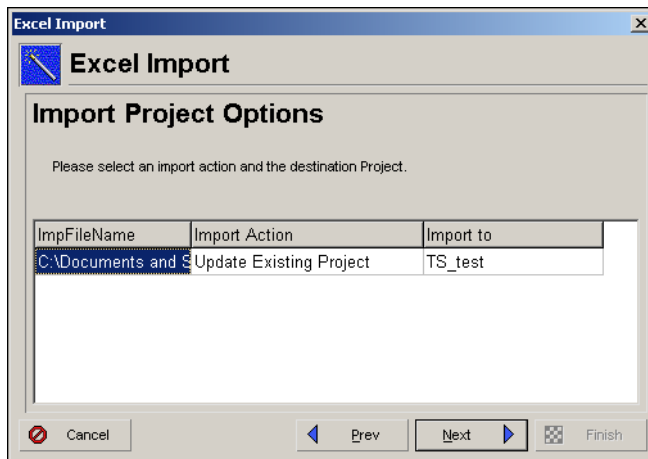 Excel Import
Excel Import
Import Project Options
Please select an import action and the destination Project.
ImpFileName Import Action Import to
C:\Documents and S Update Existing Project TS_test
Cancel Prev Next Finish